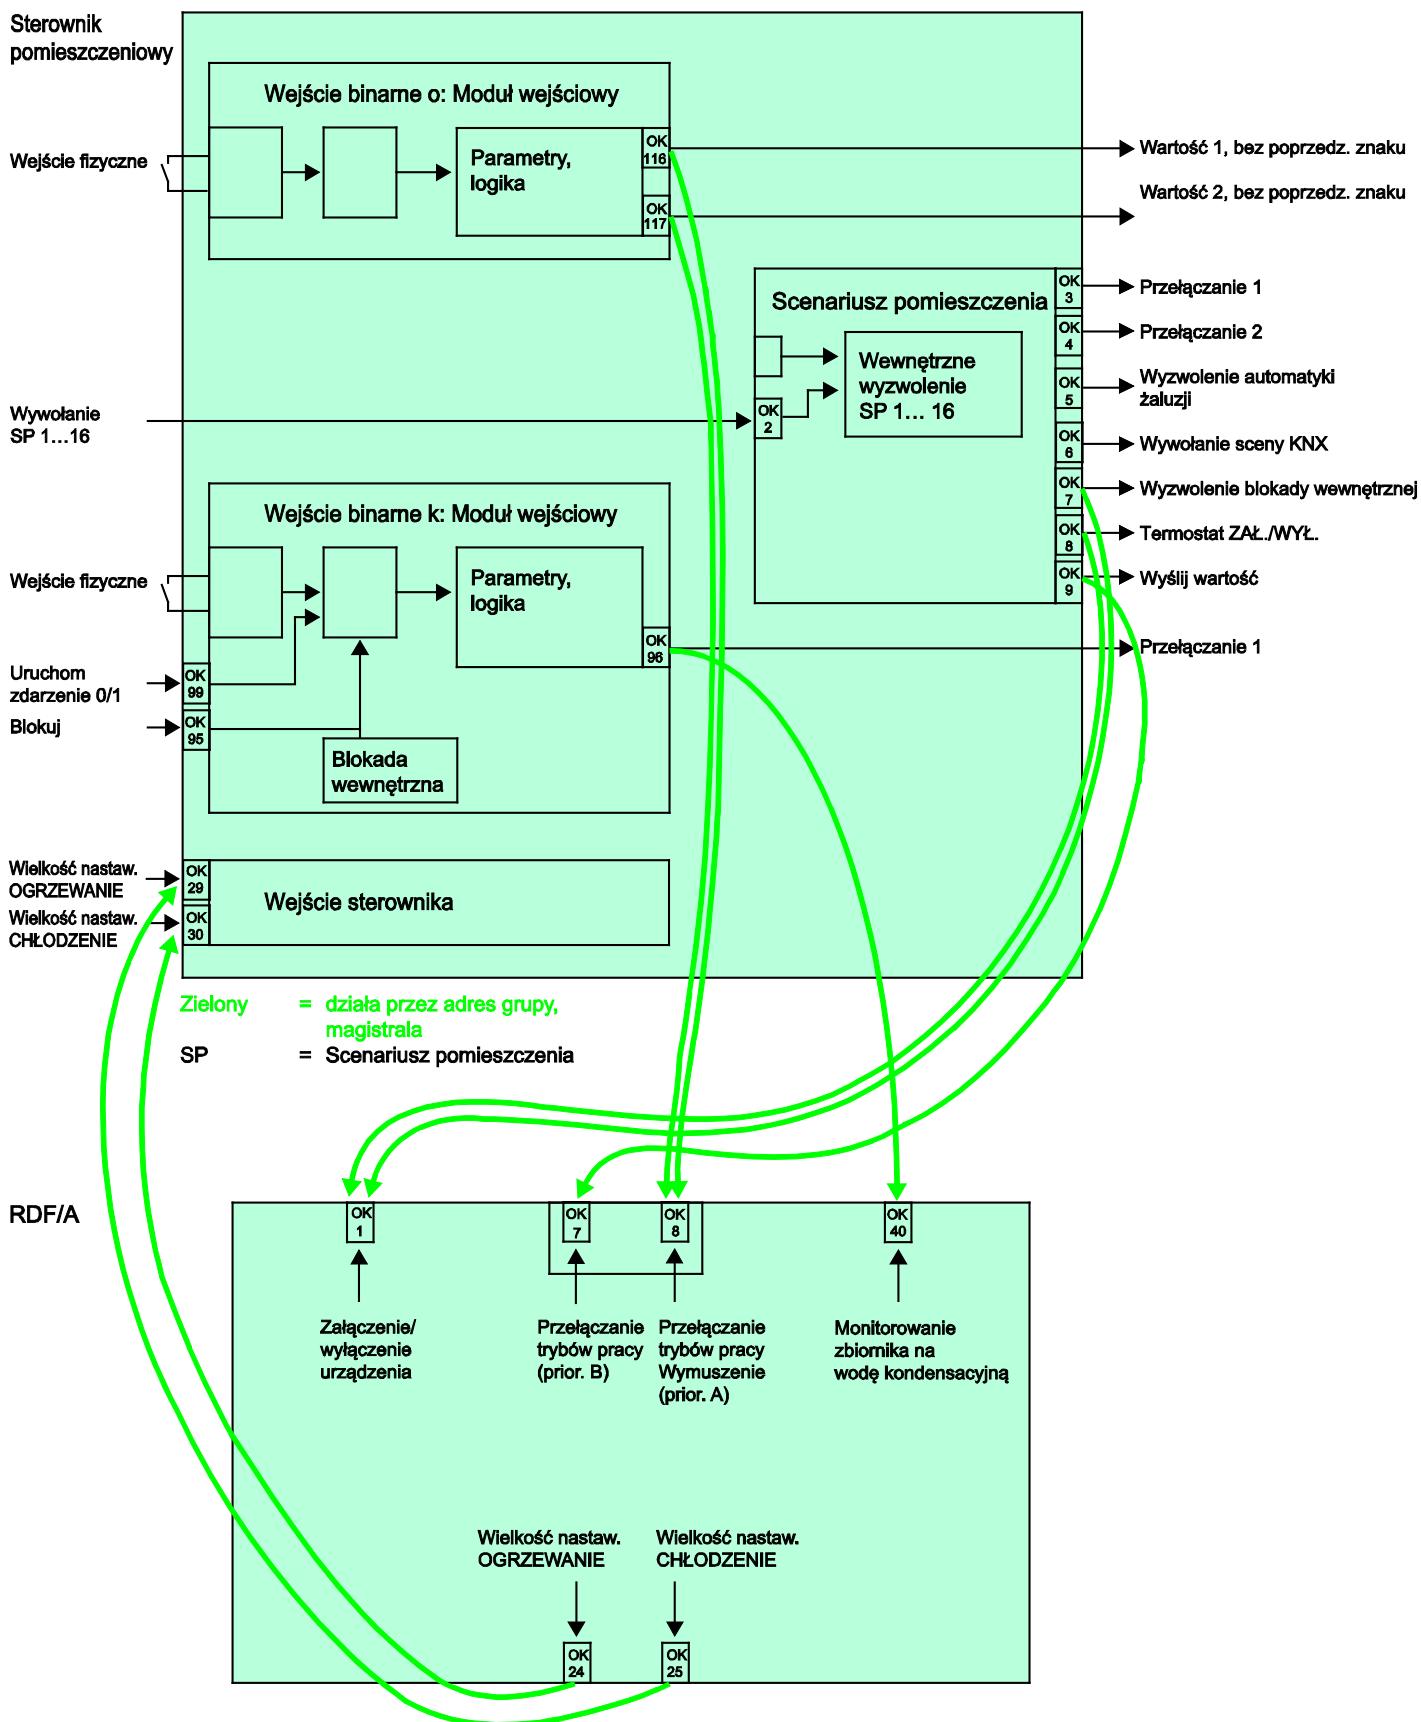 Sterownik
pomieszczeniowy
Wejście binarne o: Moduł wejściowy
Wejście fizyczne
Parametry,
logika
OK
116
OK
117
Wartość 1, bez poprzedz. znaku
Wartość 2, bez poprzedz. znaku
Scenariusz pomieszczenia
Wewnętrzne
wyzwolenie
SP 1... 16
Wywołanie
SP 1...16
OK
2
OK
3
Przełączanie 1
OK
4
Przełączanie 2
OK
5
Wyzwolenie automatyki
żaluzji
OK
6
Wywołanie sceny KNX
OK
7
Wyzwolenie blokady wewnętrznej
OK
8
Termostat ZAŁ./WYŁ.
OK
9
Wyślij wartość
Wejście binarne k: Moduł wejściowy
Wejście fizyczne
Parametry,
logika
OK
96
Przełączanie 1
Uruchom
zdarzenie 0/1
OK
99
Blokuj
OK
95
Blokada
wewnętrzna
Wielkość nastaw.
OGRZEWANIE
OK
29
Wielkość nastaw.
CHŁODZENIE
OK
30
Wejście sterownika
Zielony = działa przez adres grupy,
magistrala
SP = Scenariusz pomieszczenia
RDF/A
OK
1
OK
7
OK
8
OK
40
Załączenie/
wyłączenie
urządzenia
Przełączanie
trybów pracy
(prior. B)
Przełączanie
trybów pracy
Wymuszenie
(prior. A)
Monitorowanie
zbiornika na
wodę kondensacyjną
Wielkość nastaw.
OGRZEWANIE
Wielkość nastaw.
CHŁODZENIE
OK
24
OK
25